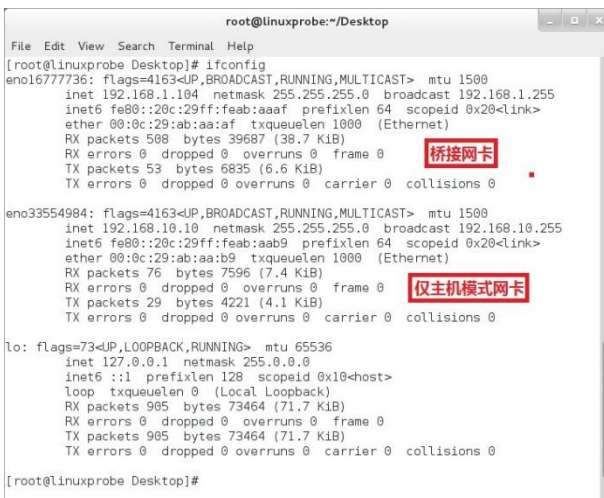 root@linuxprobe:~/Desktop
File Edit View Search Terminal Help
[root@linuxprobe Desktop]# ifconfig
eno16777736: flags=4163<UP,BROADCAST,RUNNING,MULTICAST> mtu 1500
inet 192.168.1.104 netmask 255.255.255.0 broadcast 192.168.1.255
inet6 fe80::20c:29ff:feab:aaaf prefixlen 64 scopeid 0x20<link>
ether 00:0c:29:ab:aa:af txqueuelen 1000 (Ethernet)
RX packets 508 bytes 39687 (38.7 KiB)
RX errors 0 dropped 0 overruns 0 frame 0
桥接网卡
TX packets 53 bytes 6835 (6.6 KiB)
TX errors 0 dropped 0 overruns 0 carrier 0 collisions 0
eno33554984: flags=4163<UP,BROADCAST,RUNNING,MULTICAST> mtu 1500
inet 192.168.10.10 netmask 255.255.255.0 broadcast 192.168.10.255
inet6 fe80::20c:29ff:feab:aab9 prefixlen 64 scopeid 0x20<link>
ether 00:0c:29:ab:aa:b9 txqueuelen 1000 (Ethernet)
RX packets 76 bytes 7596 (7.4 KiB)
RX errors 0 dropped 0 overruns 0 frame 0
仅主机模式网卡
TX packets 29 bytes 4221 (4.1 KiB)
TX errors 0 dropped 0 overruns 0 carrier 0 collisions 0
lo: flags=73<UP,LOOPBACK,RUNNING> mtu 65536
inet 127.0.0.1 netmask 255.0.0.0
inet6 ::1 prefixlen 128 scopeid 0x10<host>
loop txqueuelen 0 (Local Loopback)
RX packets 905 bytes 73464 (71.7 KiB)
RX errors 0 dropped 0 overruns 0 frame 0
TX packets 905 bytes 73464 (71.7 KiB)
TX errors 0 dropped 0 overruns 0 carrier 0 collisions 0
[root@linuxprobe Desktop]#